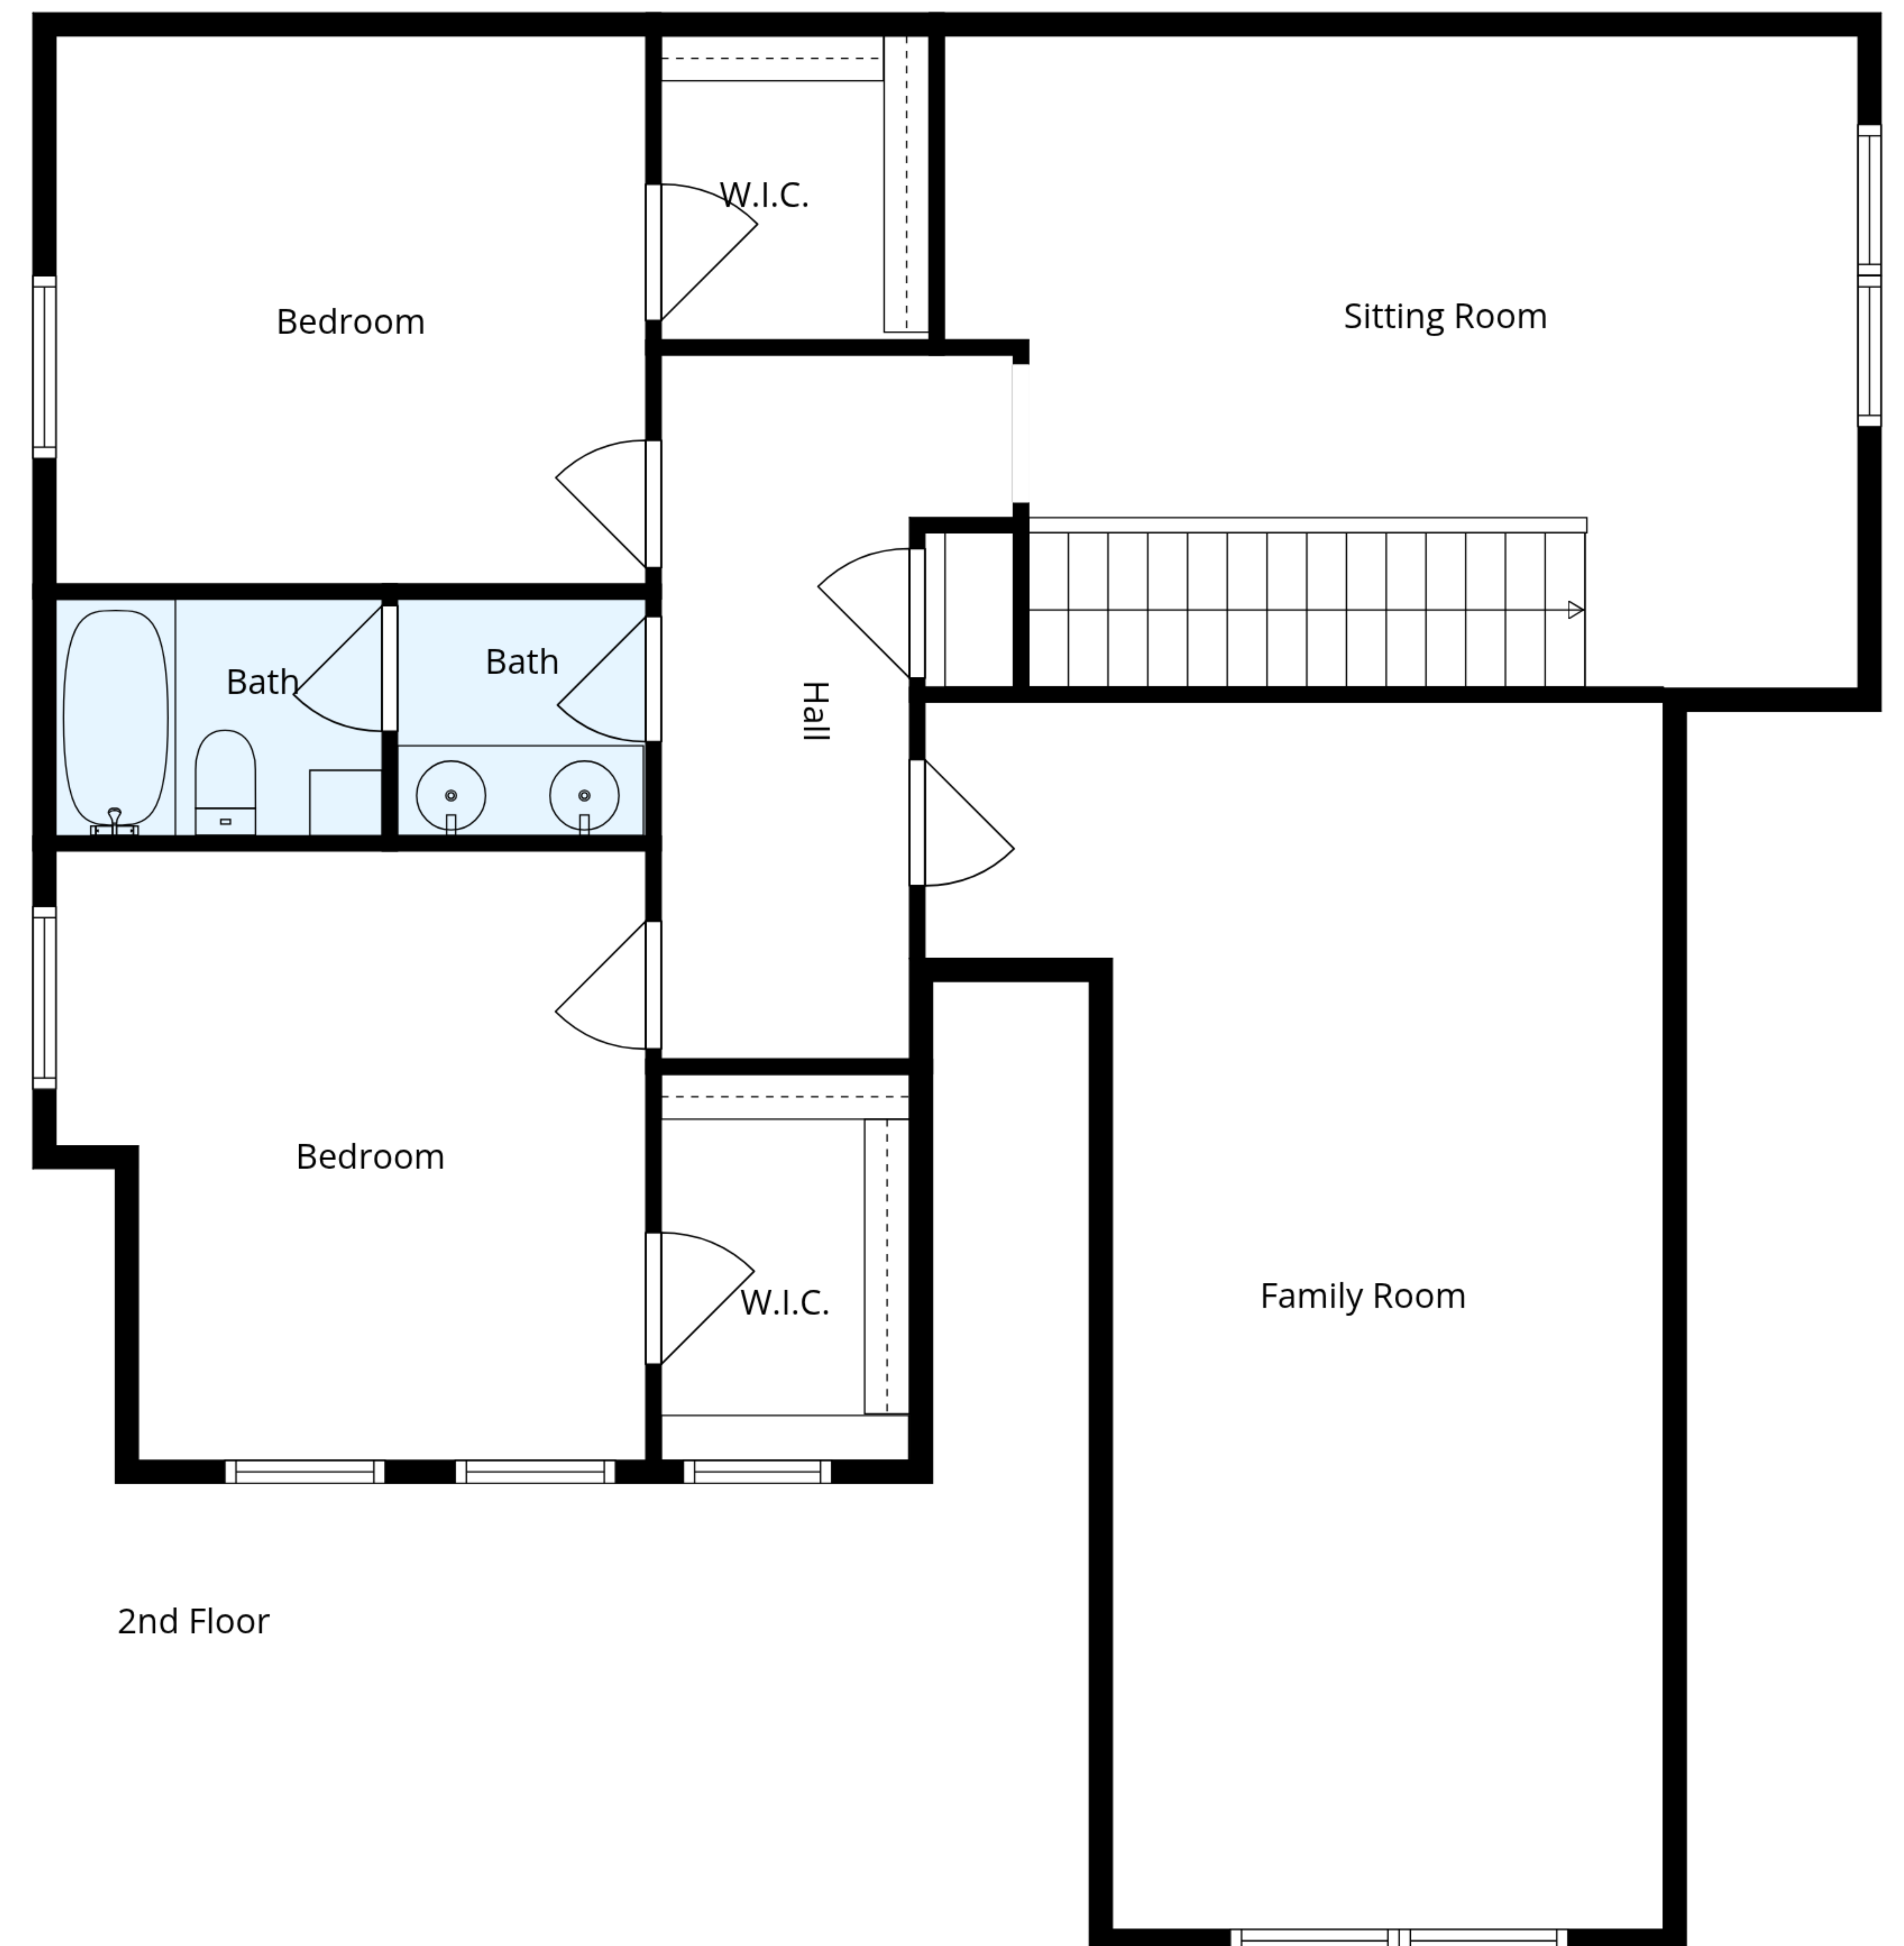 W.I.C.
Bedroom
Sitting Room
Bath
Bath
Hall
Bedroom
W.I.C.
Family Room
2nd Floor